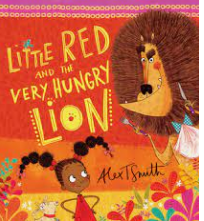 LITTLE RED
AND THE
VERY HUNGRY
LION
Alex T Smith